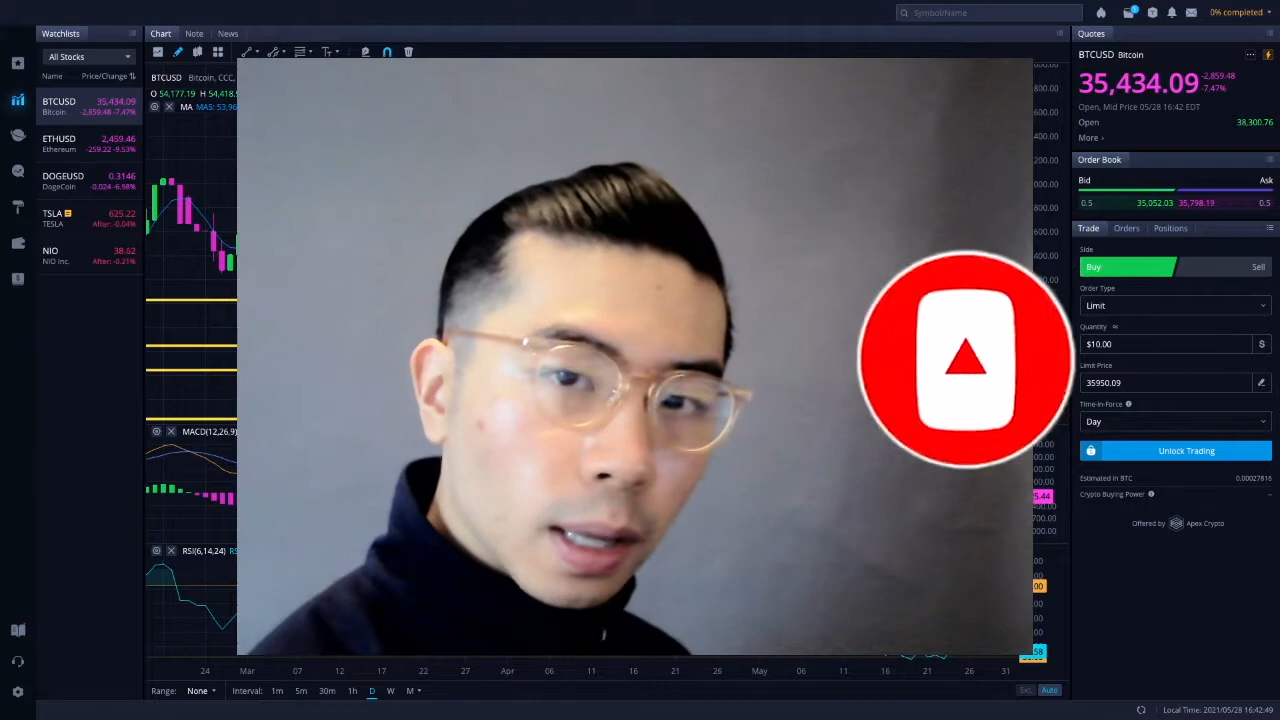 Symbol/Name
0% completed
Watchlists
Chart
Note
News
Quotes
All Stocks
Name Price/Change
BTCUSD 35,434.09
Bitcoin -2,859.48 -7.47%
ETHUSD 2,459.46
Ethereum -259.22 -9.53%
DOGEUSD 0.3146
DogeCoin -0.024 -6.98%
TSLA 625.22
TESLA After: -0.04%
NIO 38.62
NIO Inc. After: -0.21%
BTCUSD Bitcoin, CCC,
O 54,177.19 H 54,418.
MA MA5: 53,96
MACD(12,26,9)
RSI(6,14,24)
24 Mar 07 12 17 22 27 Apr 06 11 16 21 26 May 06 11 16 21 26 31
Range: None Interval: 1m 5m 30m 1h D W M
Ext. Auto
BTCUSD Bitcoin
35,434.09 -2,859.48
-7.47%
Open, Mid Price 05/28 16:42 EDT
Open 38,300.76
More
Order Book
Bid Ask
0.5 35,052.03 35,798.19 0.5
Trade Orders Positions
Side
Buy Sell
Order Type
Limit
Quantity
$10.00 $
Limit Price
35950.09
Time-In-Force
Day
Unlock Trading
Estimated in BTC 0.00027816
Crypto Buying Power --
Offered by Apex Crypto
Local Time: 2021/05/28 16:42:49